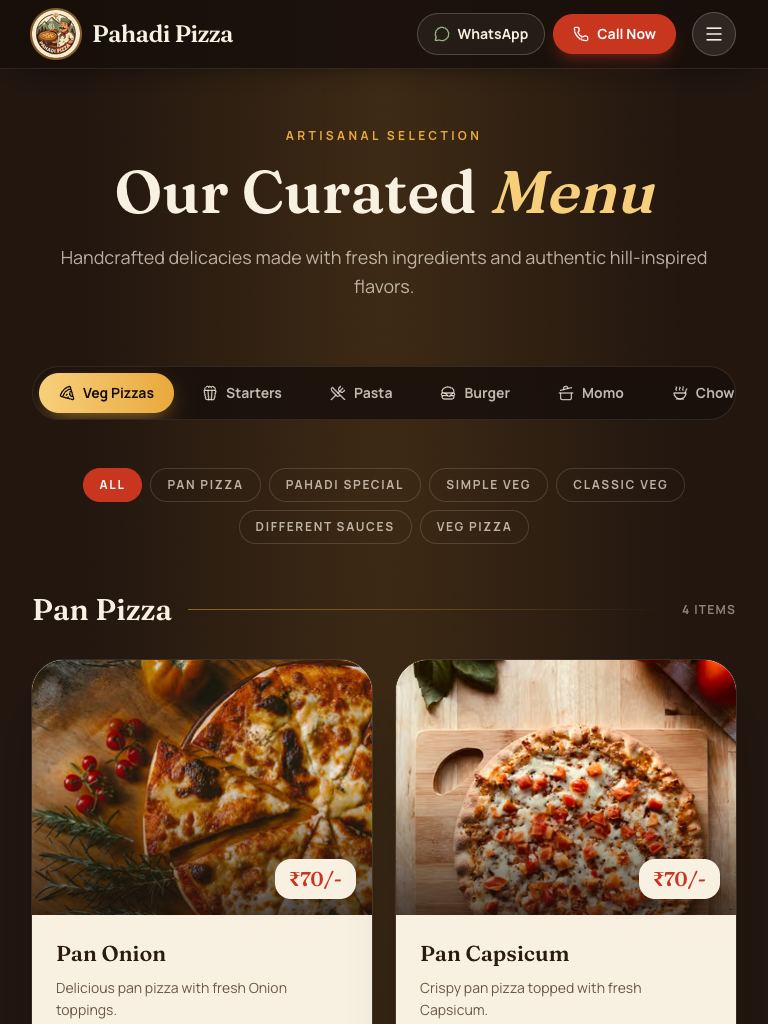 PAHADI PIZZA
Pahadi Pizza
WhatsApp
Call Now
ARTISANAL SELECTION
Our Curated Menu
Handcrafted delicacies made with fresh ingredients and authentic hill-inspired
flavors.
Veg Pizzas
Starters
Pasta
Burger
Momo
Chow
ALL
PAN PIZZA
PAHADI SPECIAL
SIMPLE VEG
CLASSIC VEG
DIFFERENT SAUCES
VEG PIZZA
Pan Pizza
4 ITEMS
₹70/-
₹70/-
Pan Onion
Delicious pan pizza with fresh Onion
toppings.
Pan Capsicum
Crispy pan pizza topped with fresh
Capsicum.